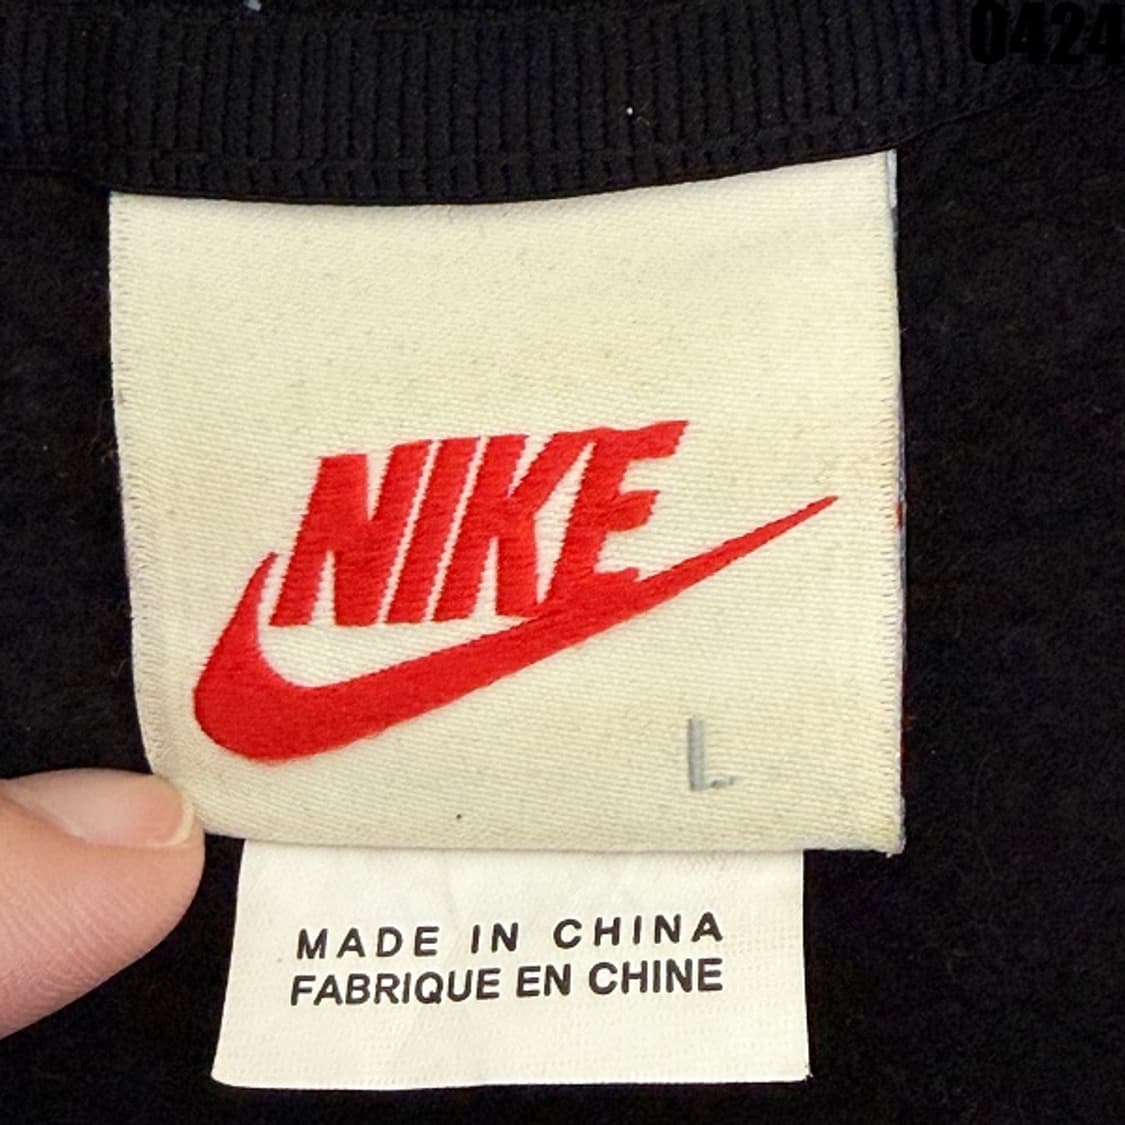 0424
NIKE
L
MADE IN CHINA
FABRIQUE EN CHINE